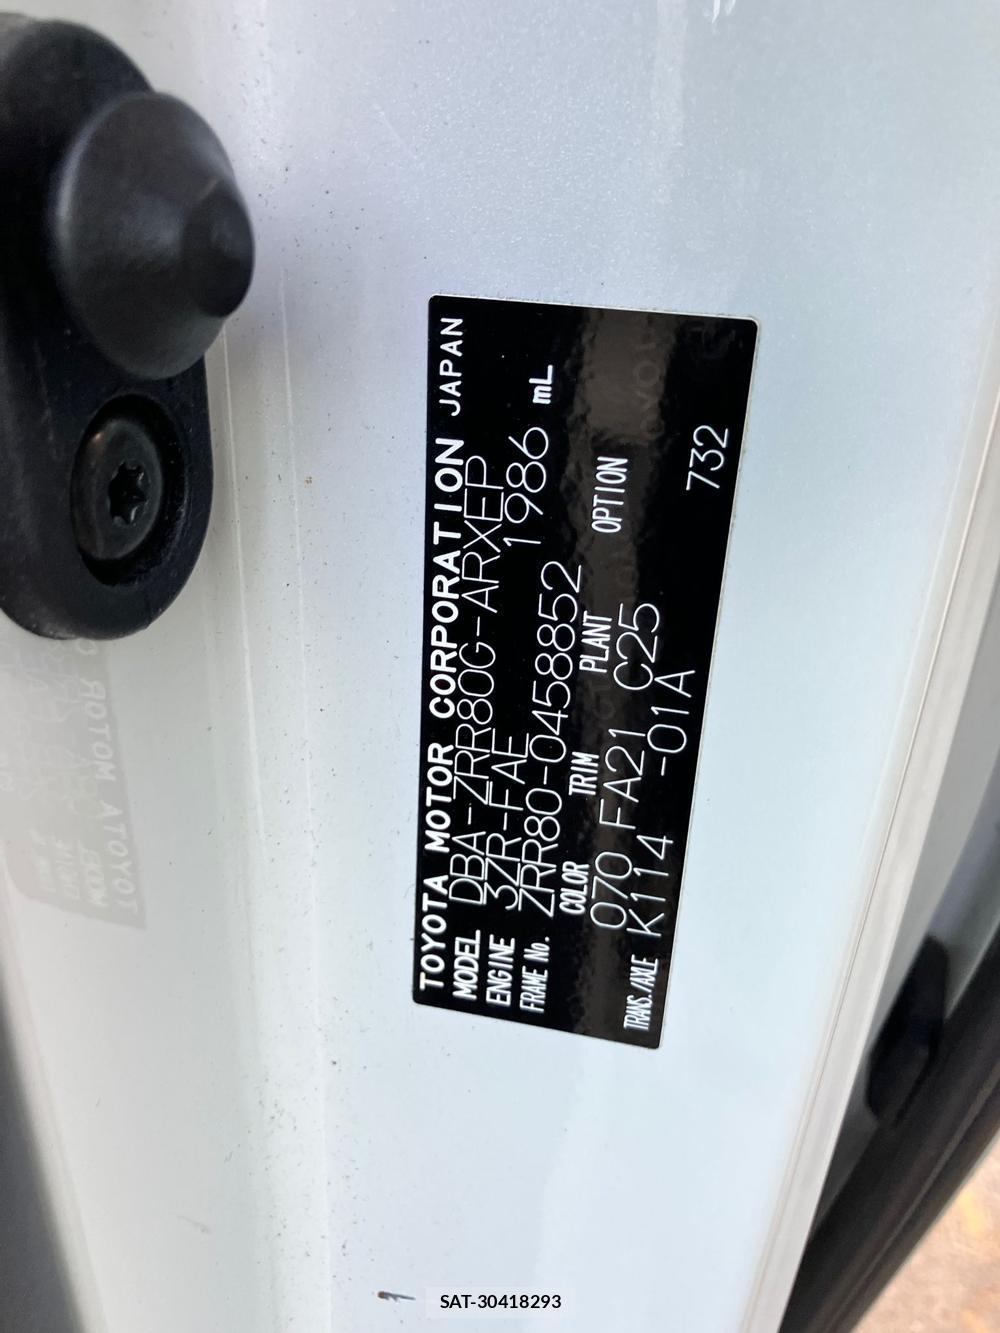 TOYOTA MOTOR CORPORATION JAPAN
MODEL DBA-ZRR80G-ARXEP
ENGINE 3ZR-FAE 1986 mL
FRAME No. ZRR80-0458852
COLOR TRIM PLANT OPTION
070 FA21 C25
TRANS./AXLE K114 -01A 732
SAT-30418293